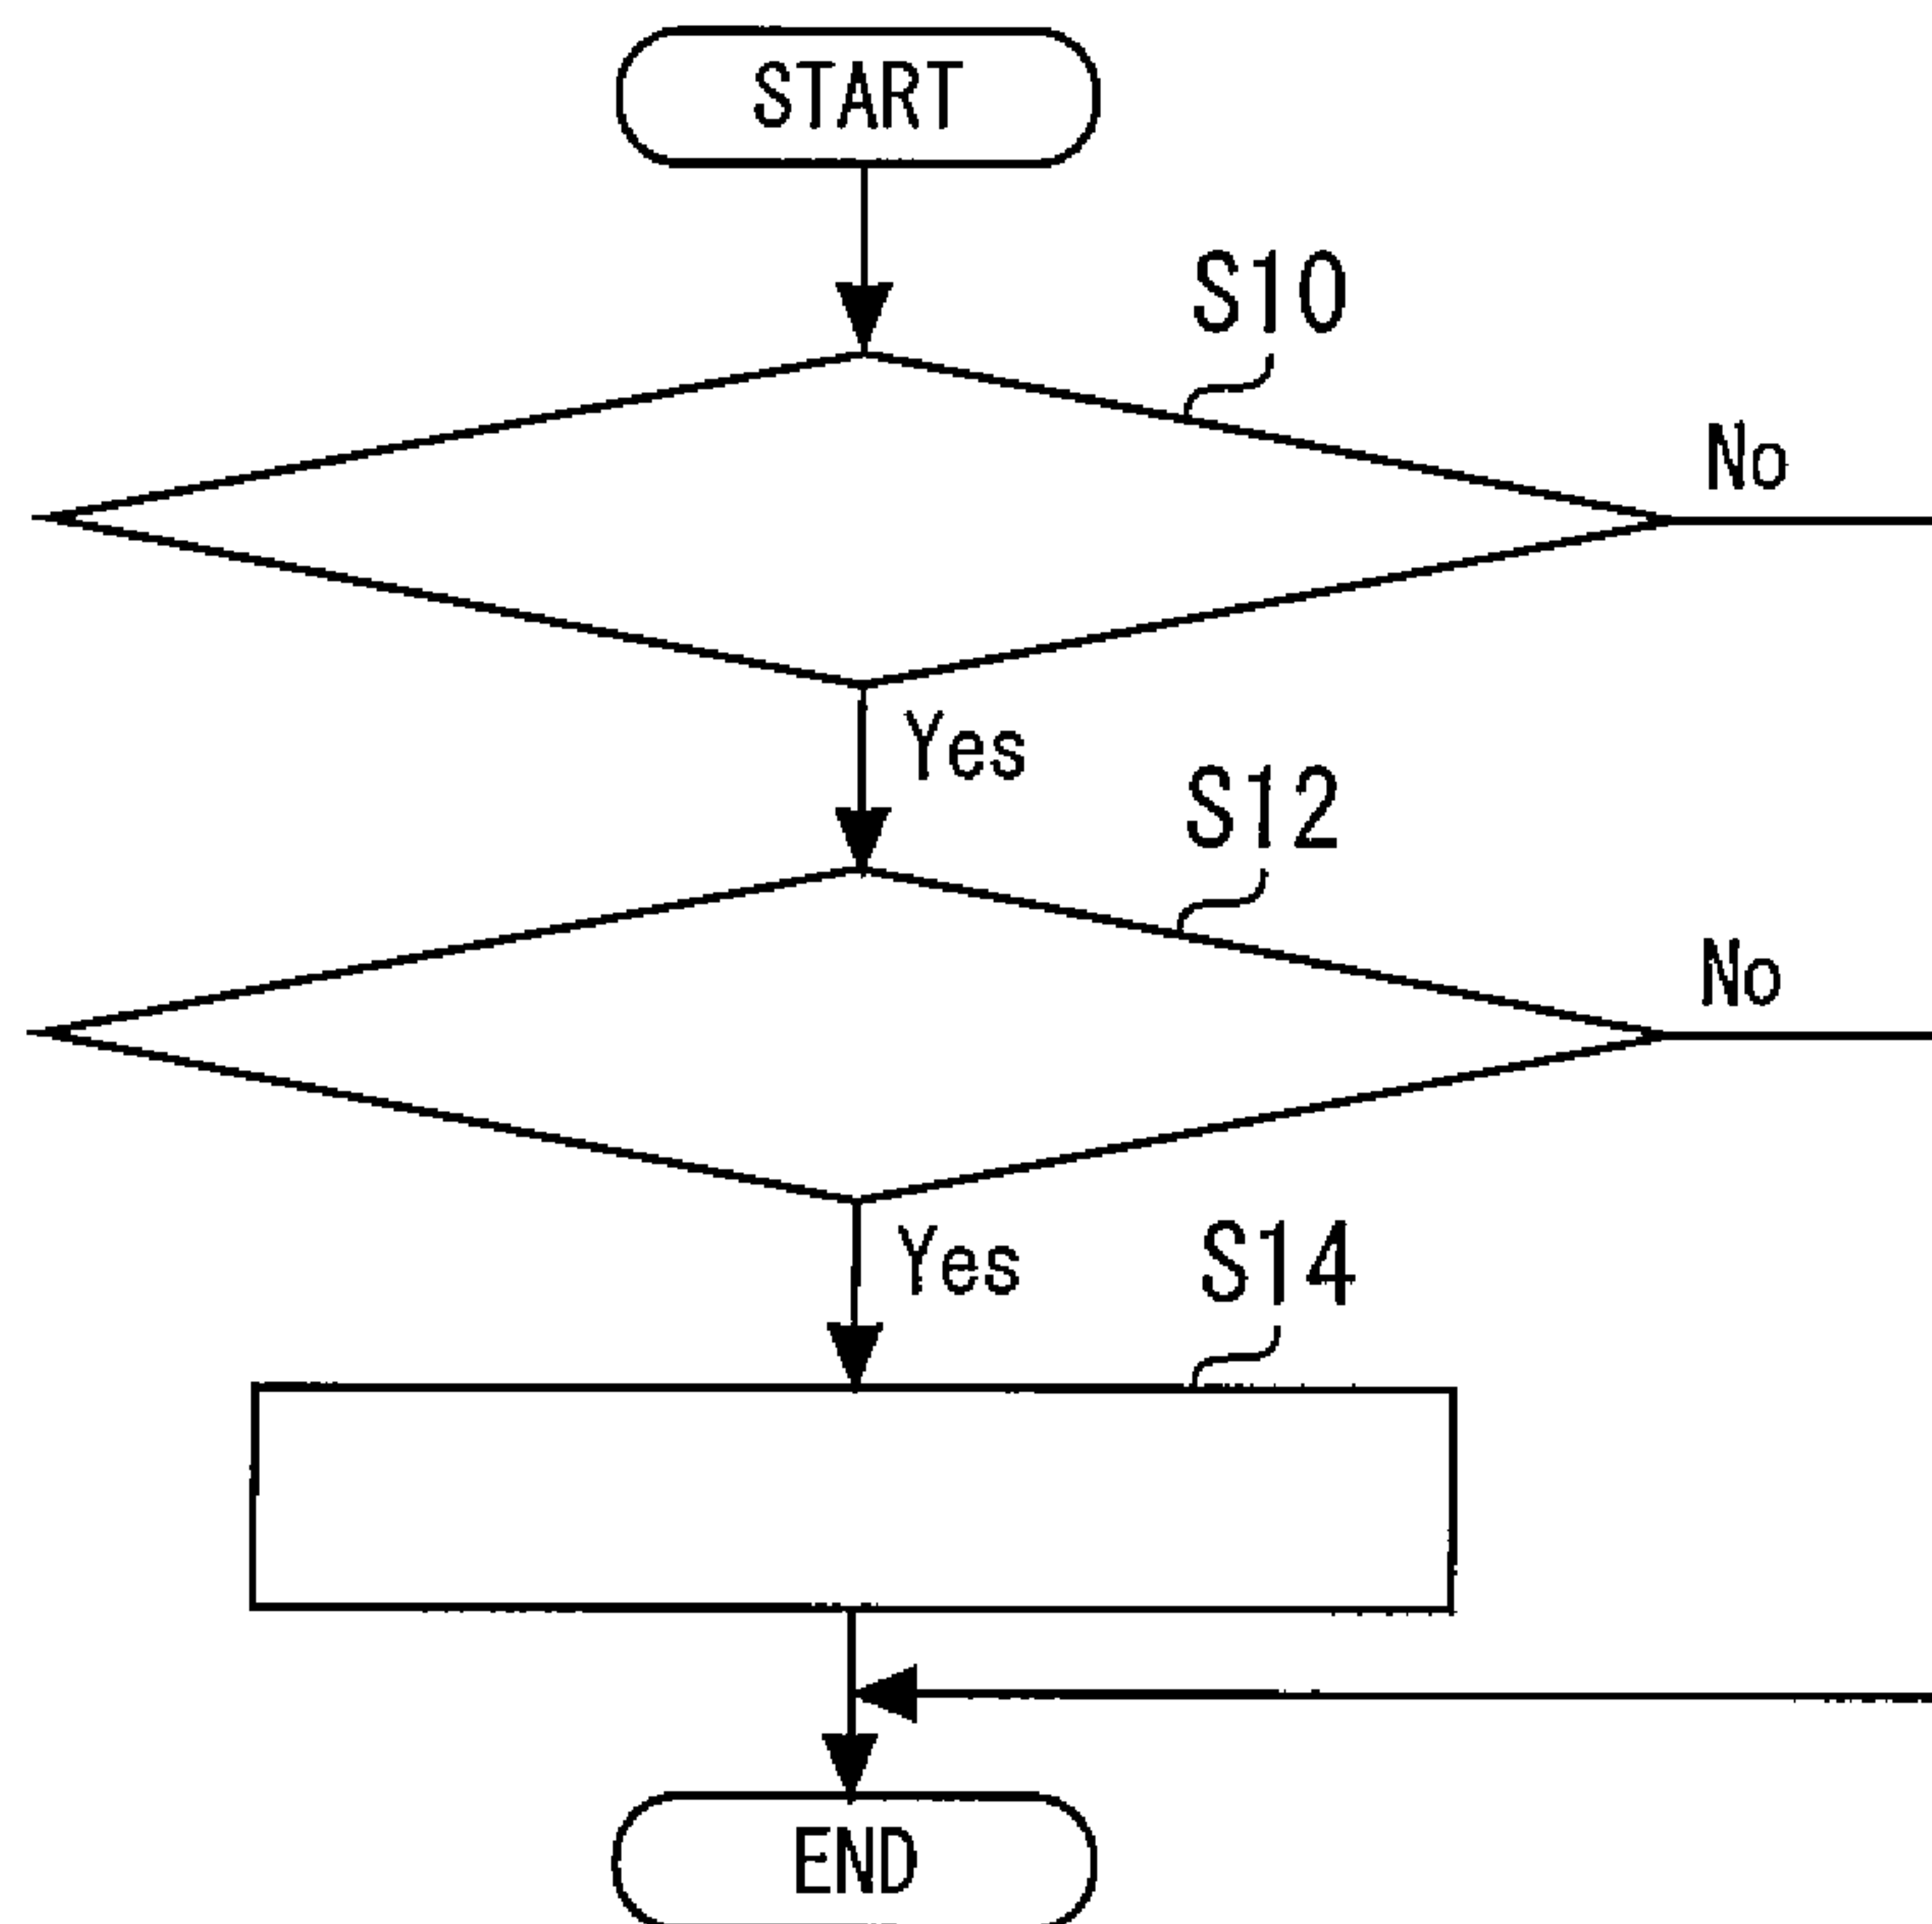 START
S10
No
Yes
S12
No
Yes
S14
END